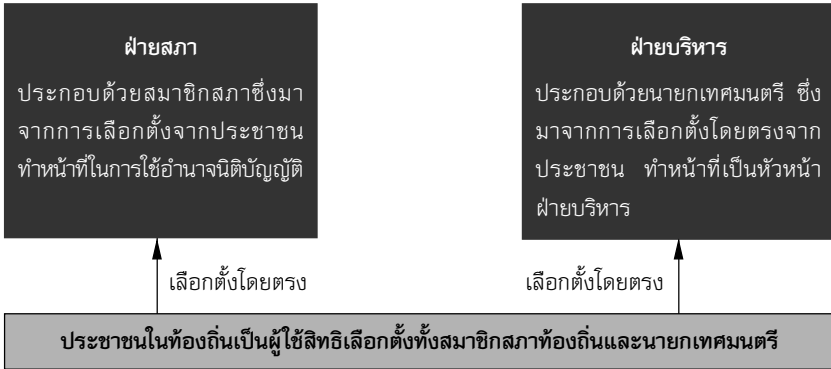 ฝ่ายสภา
ประกอบด้วยสมาชิกสภาซึ่งมา
จากการเลือกตั้งจากประชาชน
ทำหน้าที่ในการใช้อำนาจนิติบัญญัติ
ฝ่ายบริหาร
ประกอบด้วยนายกเทศมนตรี ซึ่ง
มาจากการเลือกตั้งโดยตรงจาก
ประชาชน ทำหน้าที่เป็นหัวหน้า
ฝ่ายบริหาร
เลือกตั้งโดยตรง
เลือกตั้งโดยตรง
ประชาชนในท้องถิ่นเป็นผู้ใช้สิทธิเลือกตั้งทั้งสมาชิกสภาท้องถิ่นและนายกเทศมนตรี